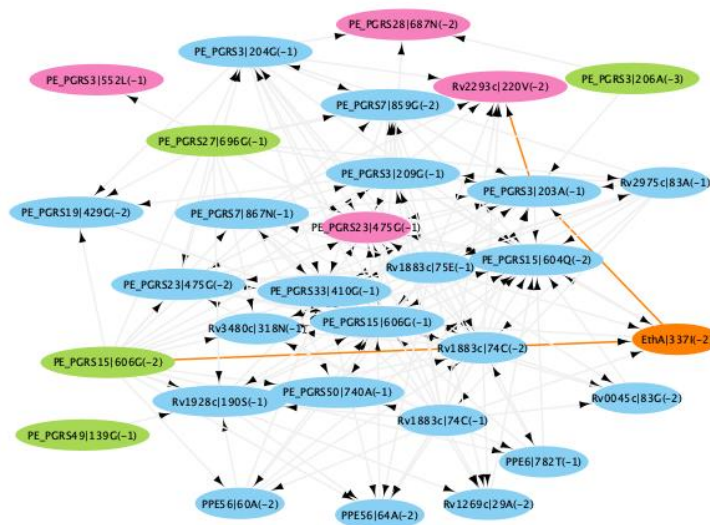 PE_PGRS28|687N(-2)
PE_PGRS3|204G(-1)
PE_PGRS3|552L(-1)
Rv2293c|220V(-2)
PE_PGRS3|206A(-3)
PE_PGRS7|859G(-2)
PE_PGRS27|696G(-1)
PE_PGRS3|209G(-1)
Rv2975c|83A(-1)
PE_PGRS3|203A(-1)
PE_PGRS19|429G(-2)
PE_PGRS7|867N(-1)
PE_PGRS23|475G(-1)
PE_PGRS15|604Q(-2)
Rv1883c|75E(-1)
PE_PGRS23|475G(-2)
PE_PGRS33|410G(-1)
Rv3480c|318N(-1)
PE_PGRS15|606G(-1)
EthA|337I(-2)
Rv1883c|74C(-2)
PE_PGRS15|606G(-2)
PE_PGRS50|740A(-1)
Rv1928c|190S(-1)
Rv0045c|83G(-2)
Rv1883c|74C(-1)
PE_PGRS49|139G(-1)
PPE6|782T(-1)
PPE56|60A(-2)
Rv1269c|29A(-2)
PPE56|64A(-2)